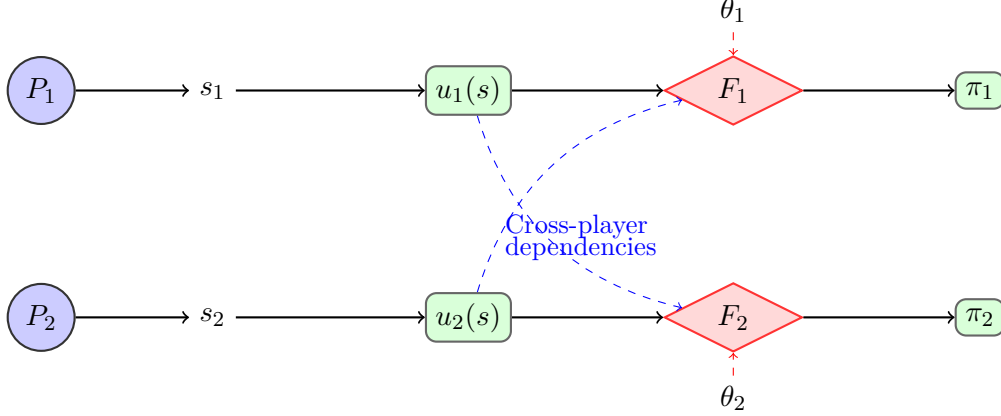 θ₁
P₁ s₁ u₁(s) F₁ π₁
Cross-player
dependencies
P₂ s₂ u₂(s) F₂ π₂
θ₂